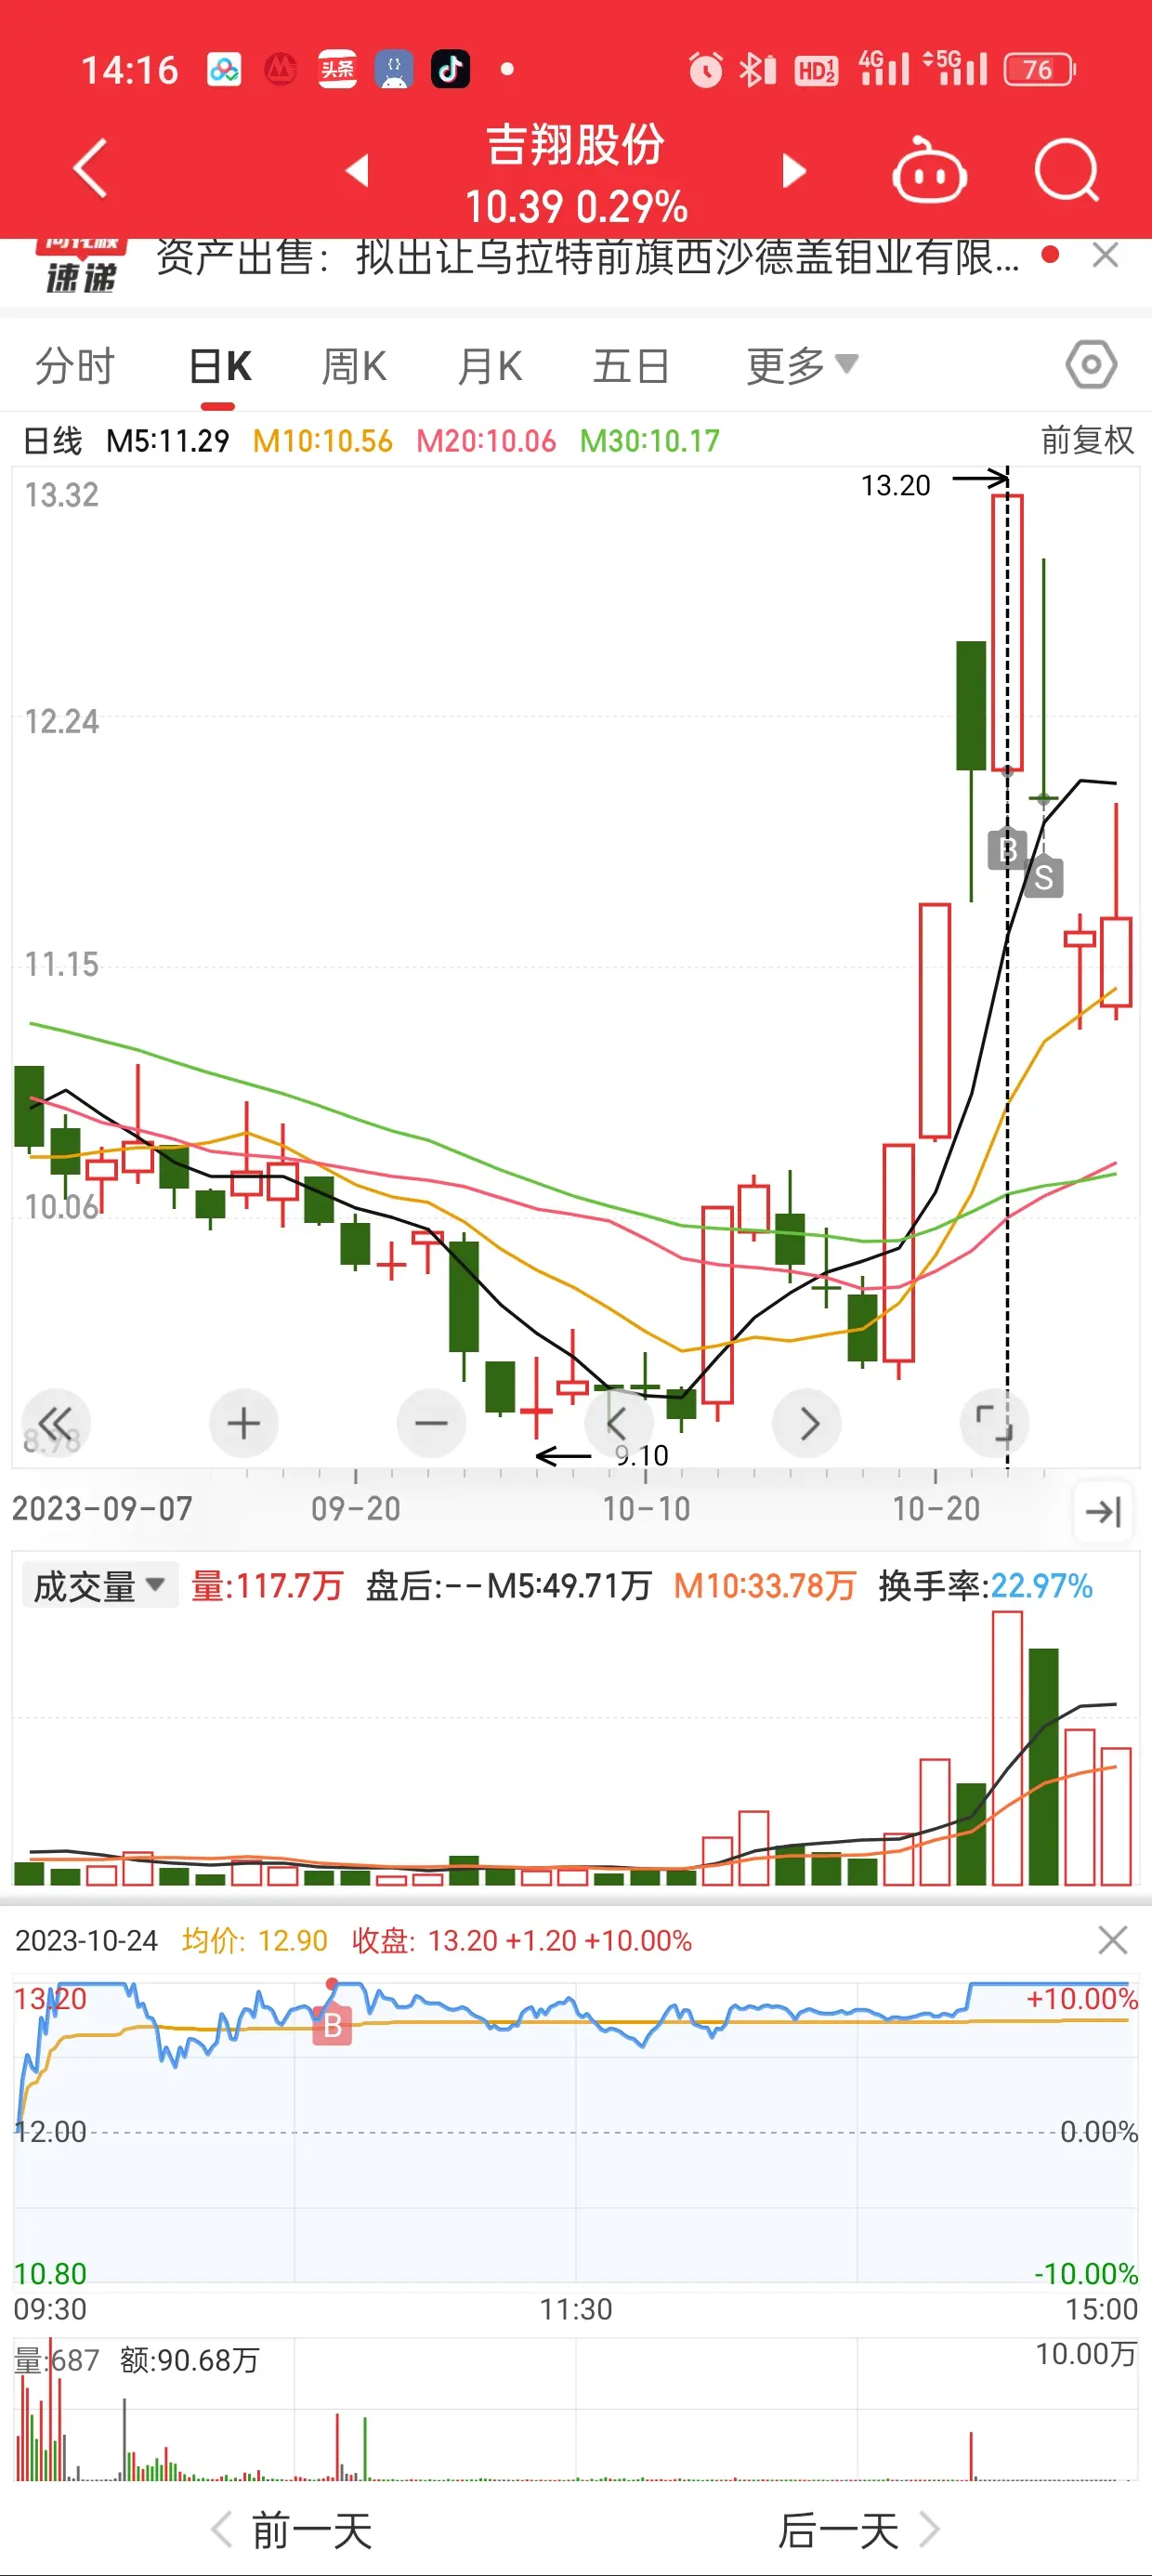 14:16 头条 HD12 4G 5G 76
吉翔股份
10.39 0.29%
速递 资产出售：拟出让乌拉特前旗西沙德盖钼业有限...
分时 日K 周K 月K 五日 更多
日线 M5:11.29 M10:10.56 M20:10.06 M30:10.17 前复权
13.32
13.20
12.24
B
S
11.15
10.06
8.98
9.10
2023-09-07 09-20 10-10 10-20
成交量 量:117.7万 盘后:-- M5:49.71万 M10:33.78万 换手率:22.97%
2023-10-24 均价: 12.90 收盘: 13.20 +1.20 +10.00%
13.20 +10.00%
B
12.00 0.00%
10.80 -10.00%
09:30 11:30 15:00
量:687 额:90.68万 10.00万
前一天 后一天